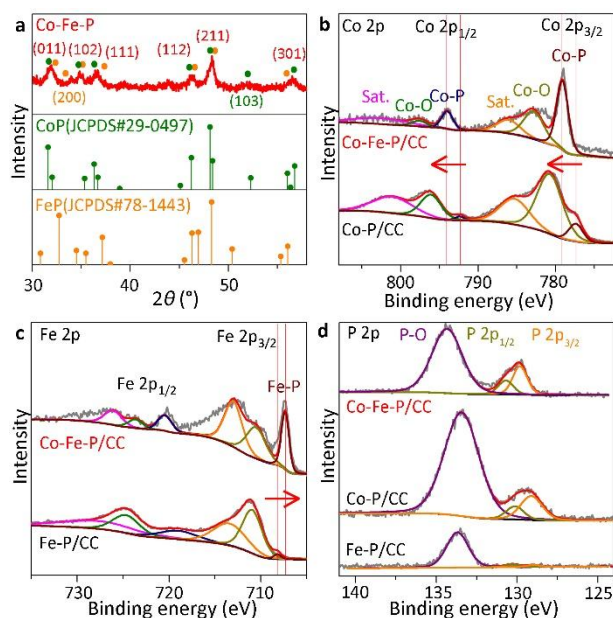 a
Co-Fe-P
(011) (102) (111) (112) (211) (301)
(200)
(103)
CoP(JCPDS#29-0497)
FeP(JCPDS#78-1443)
Intensity
30 40 50
2θ (°)
b
Co 2p Co 2p1/2 Co 2p3/2
Co-P
Sat. Co-O Co-P Sat. Co-O
Co-Fe-P/CC
Co-P/CC
Intensity
800 790 780
Binding energy (eV)
c
Fe 2p Fe 2p3/2
Fe 2p1/2 Fe-P
Co-Fe-P/CC
Fe-P/CC
Intensity
730 720 710
Binding energy (eV)
d
P 2p
P-O P 2p1/2 P 2p3/2
Co-Fe-P/CC
Co-P/CC
Fe-P/CC
Intensity
140 135 130 125
Binding energy (eV)